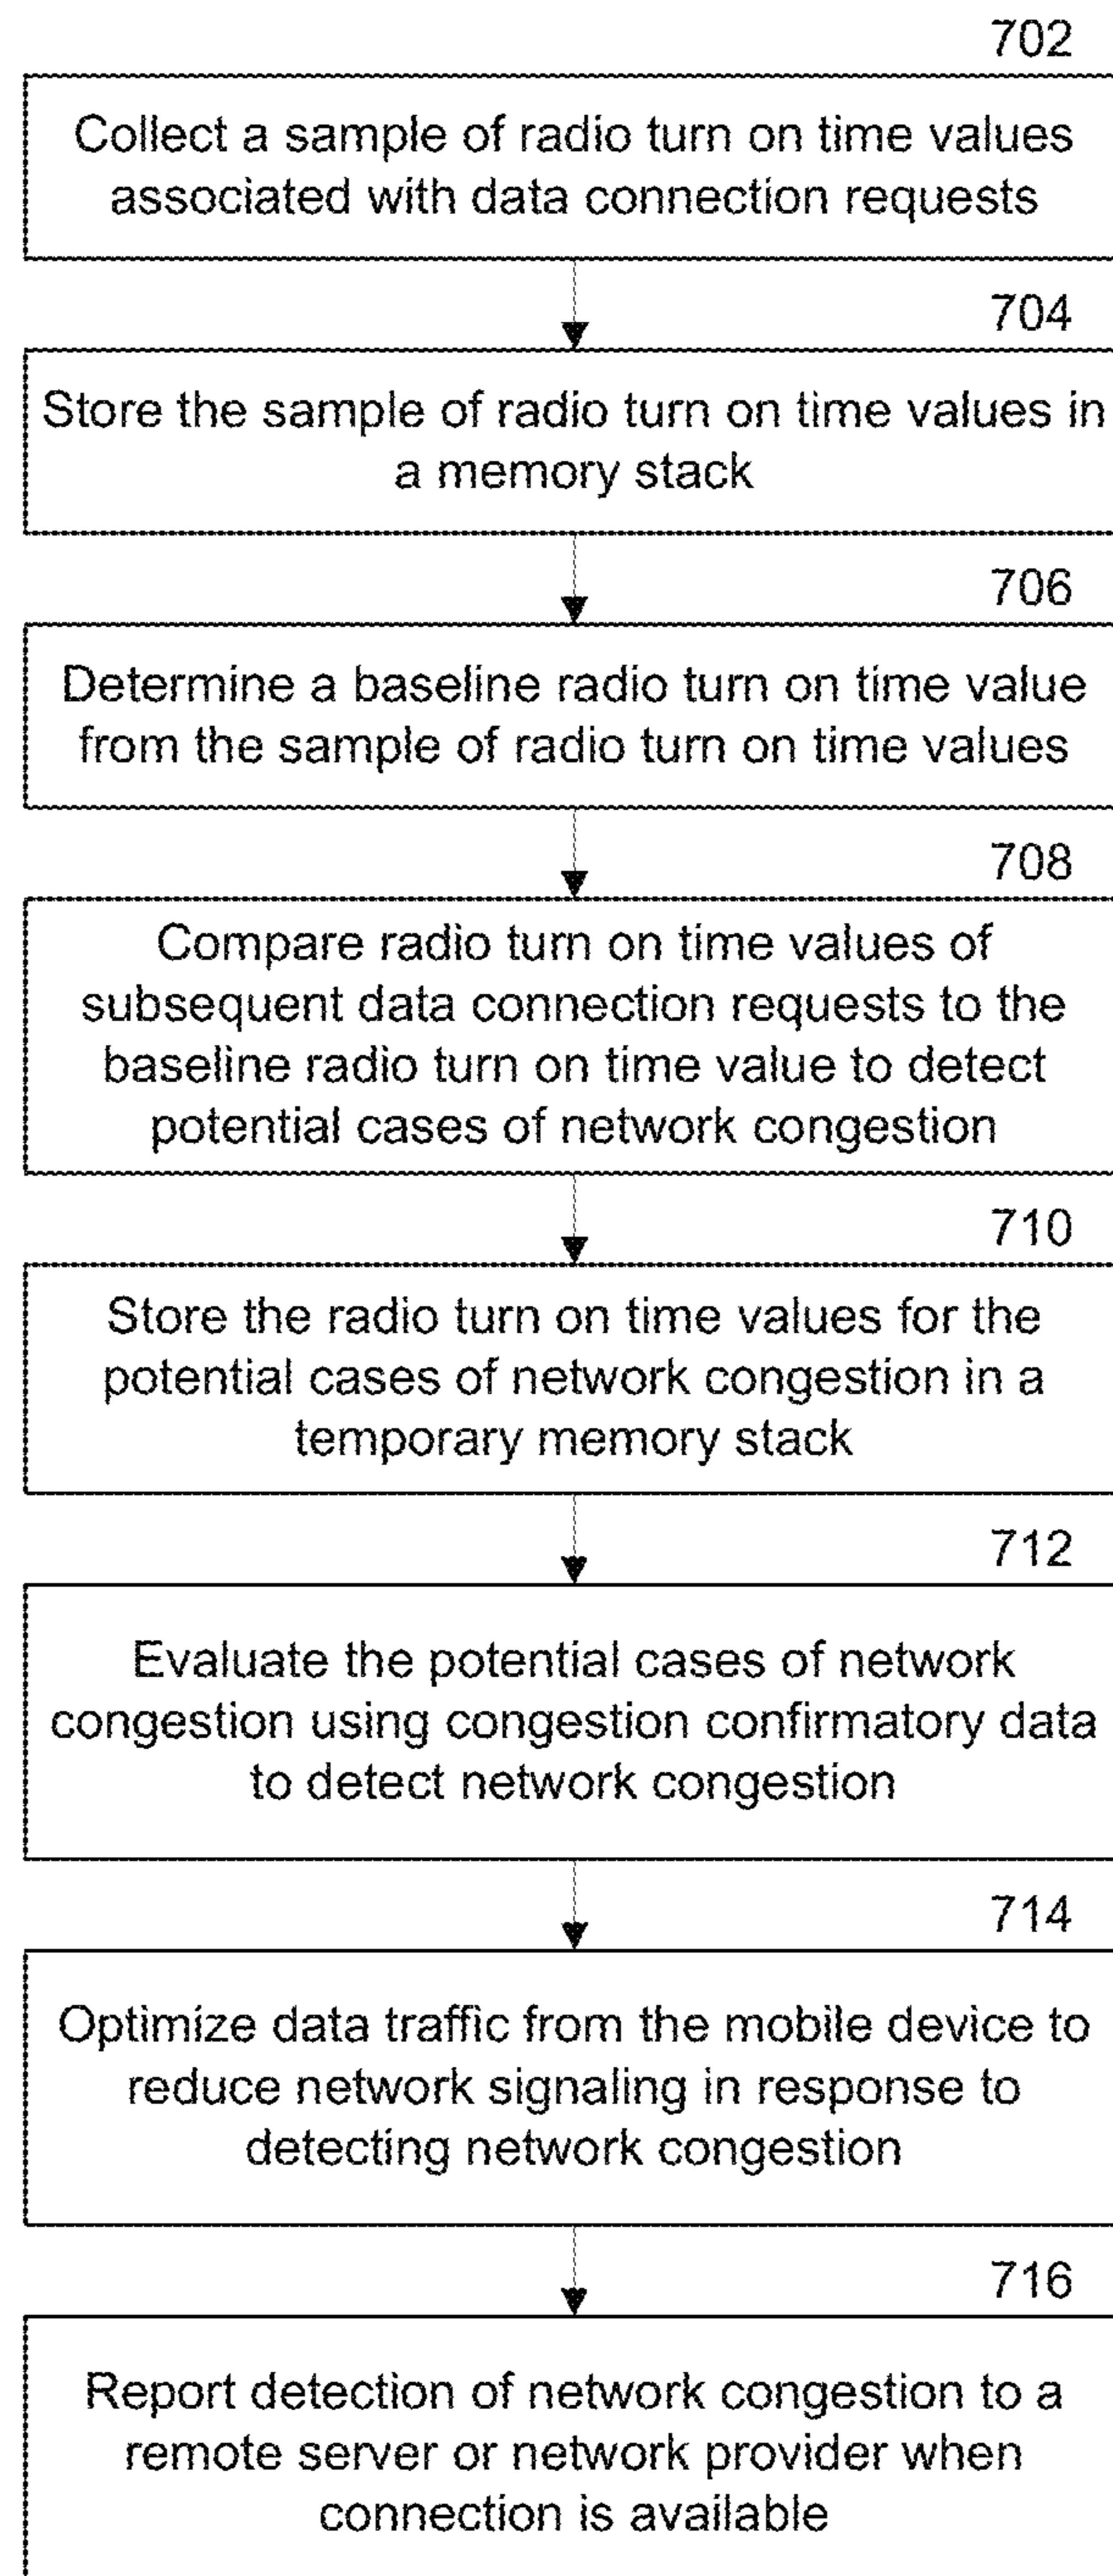 702
Collect a sample of radio turn on time values
associated with data connection requests
704
Store the sample of radio turn on time values in
a memory stack
706
Determine a baseline radio turn on time value
from the sample of radio turn on time values
708
Compare radio turn on time values of
subsequent data connection requests to the
baseline radio turn on time value to detect
potential cases of network congestion
710
Store the radio turn on time values for the
potential cases of network congestion in a
temporary memory stack
712
Evaluate the potential cases of network
congestion using congestion confirmatory data
to detect network congestion
714
Optimize data traffic from the mobile device to
reduce network signaling in response to
detecting network congestion
716
Report detection of network congestion to a
remote server or network provider when
connection is available